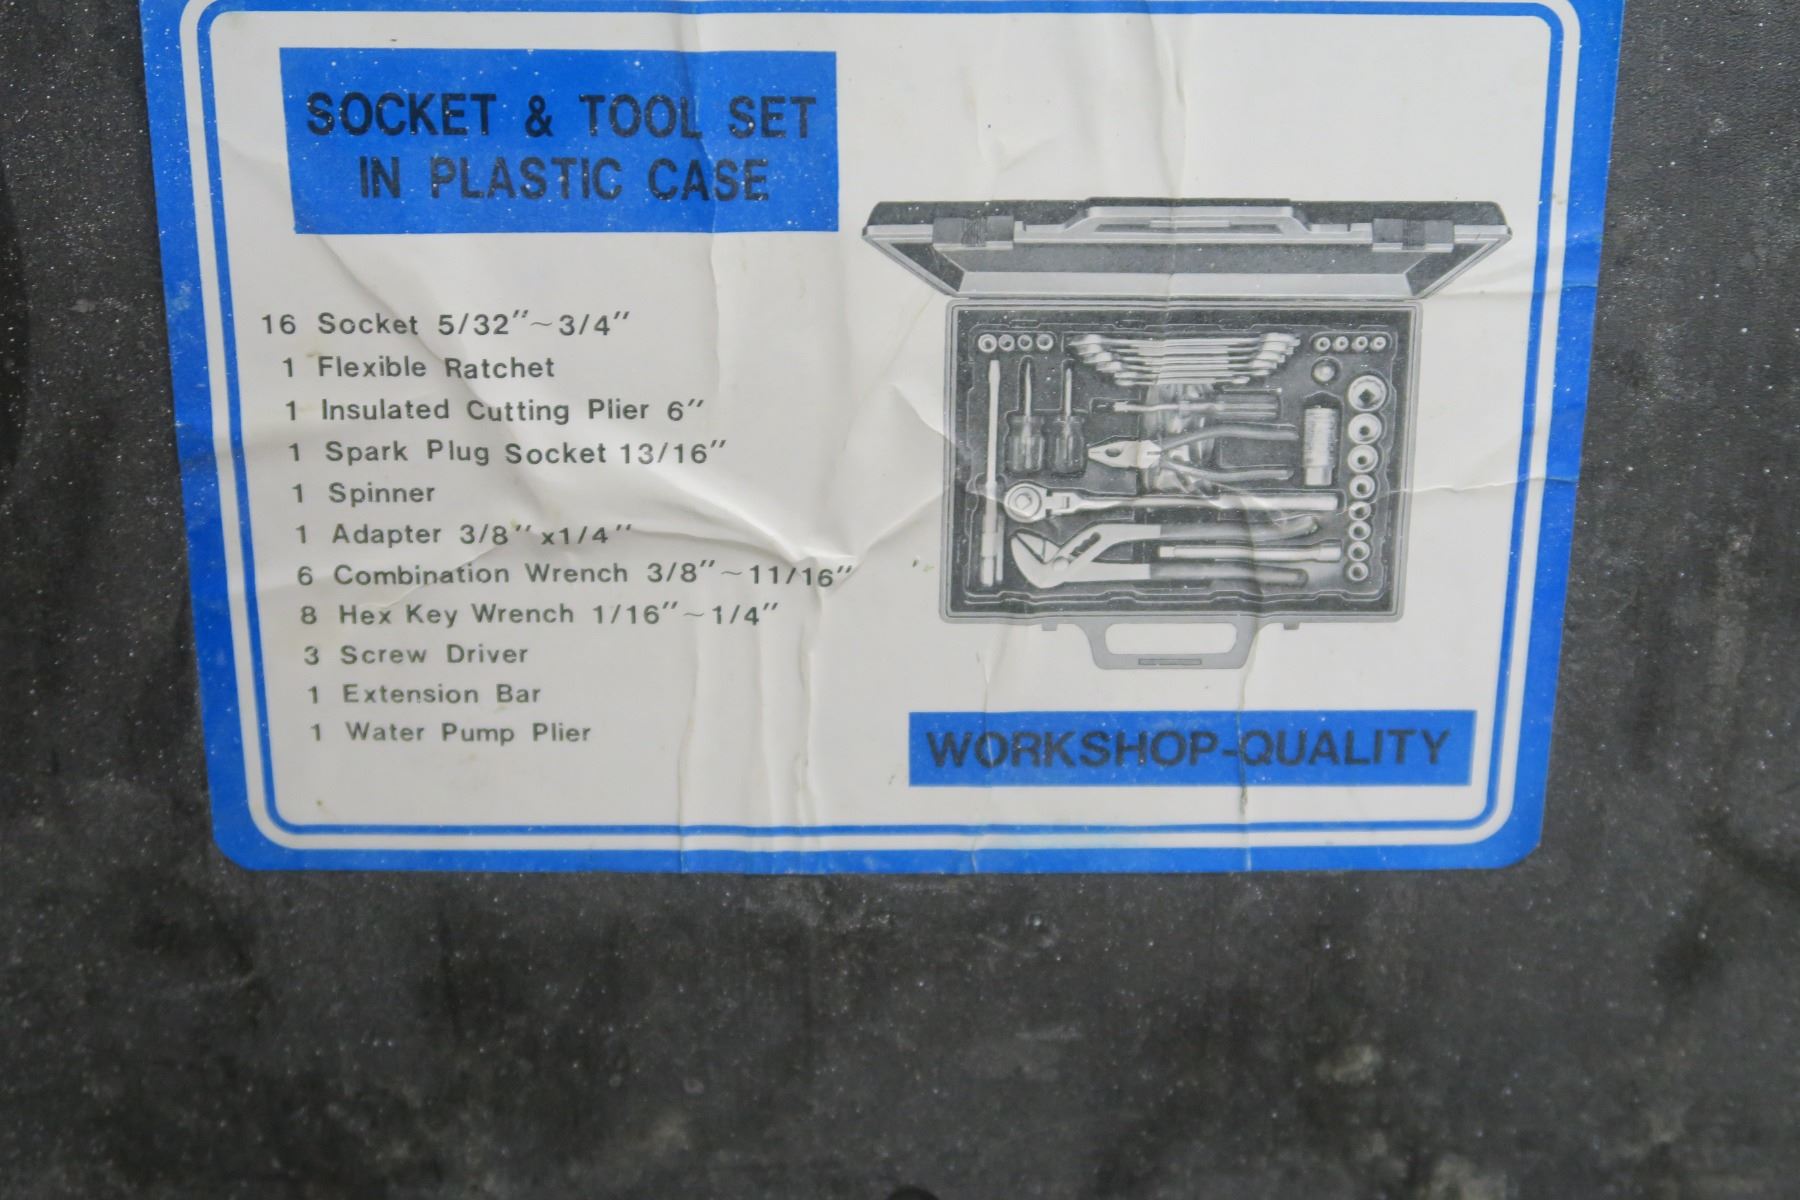 SOCKET & TOOL SET
IN PLASTIC CASE
16 Socket 5/32″~3/4″
1 Flexible Ratchet
1 Insulated Cutting Plier 6″
1 Spark Plug Socket 13/16″
1 Spinner
1 Adapter 3/8″x1/4″
6 Combination Wrench 3/8″~11/16″
8 Hex Key Wrench 1/16″~1/4″
3 Screw Driver
1 Extension Bar
1 Water Pump Plier
WORKSHOP-QUALITY